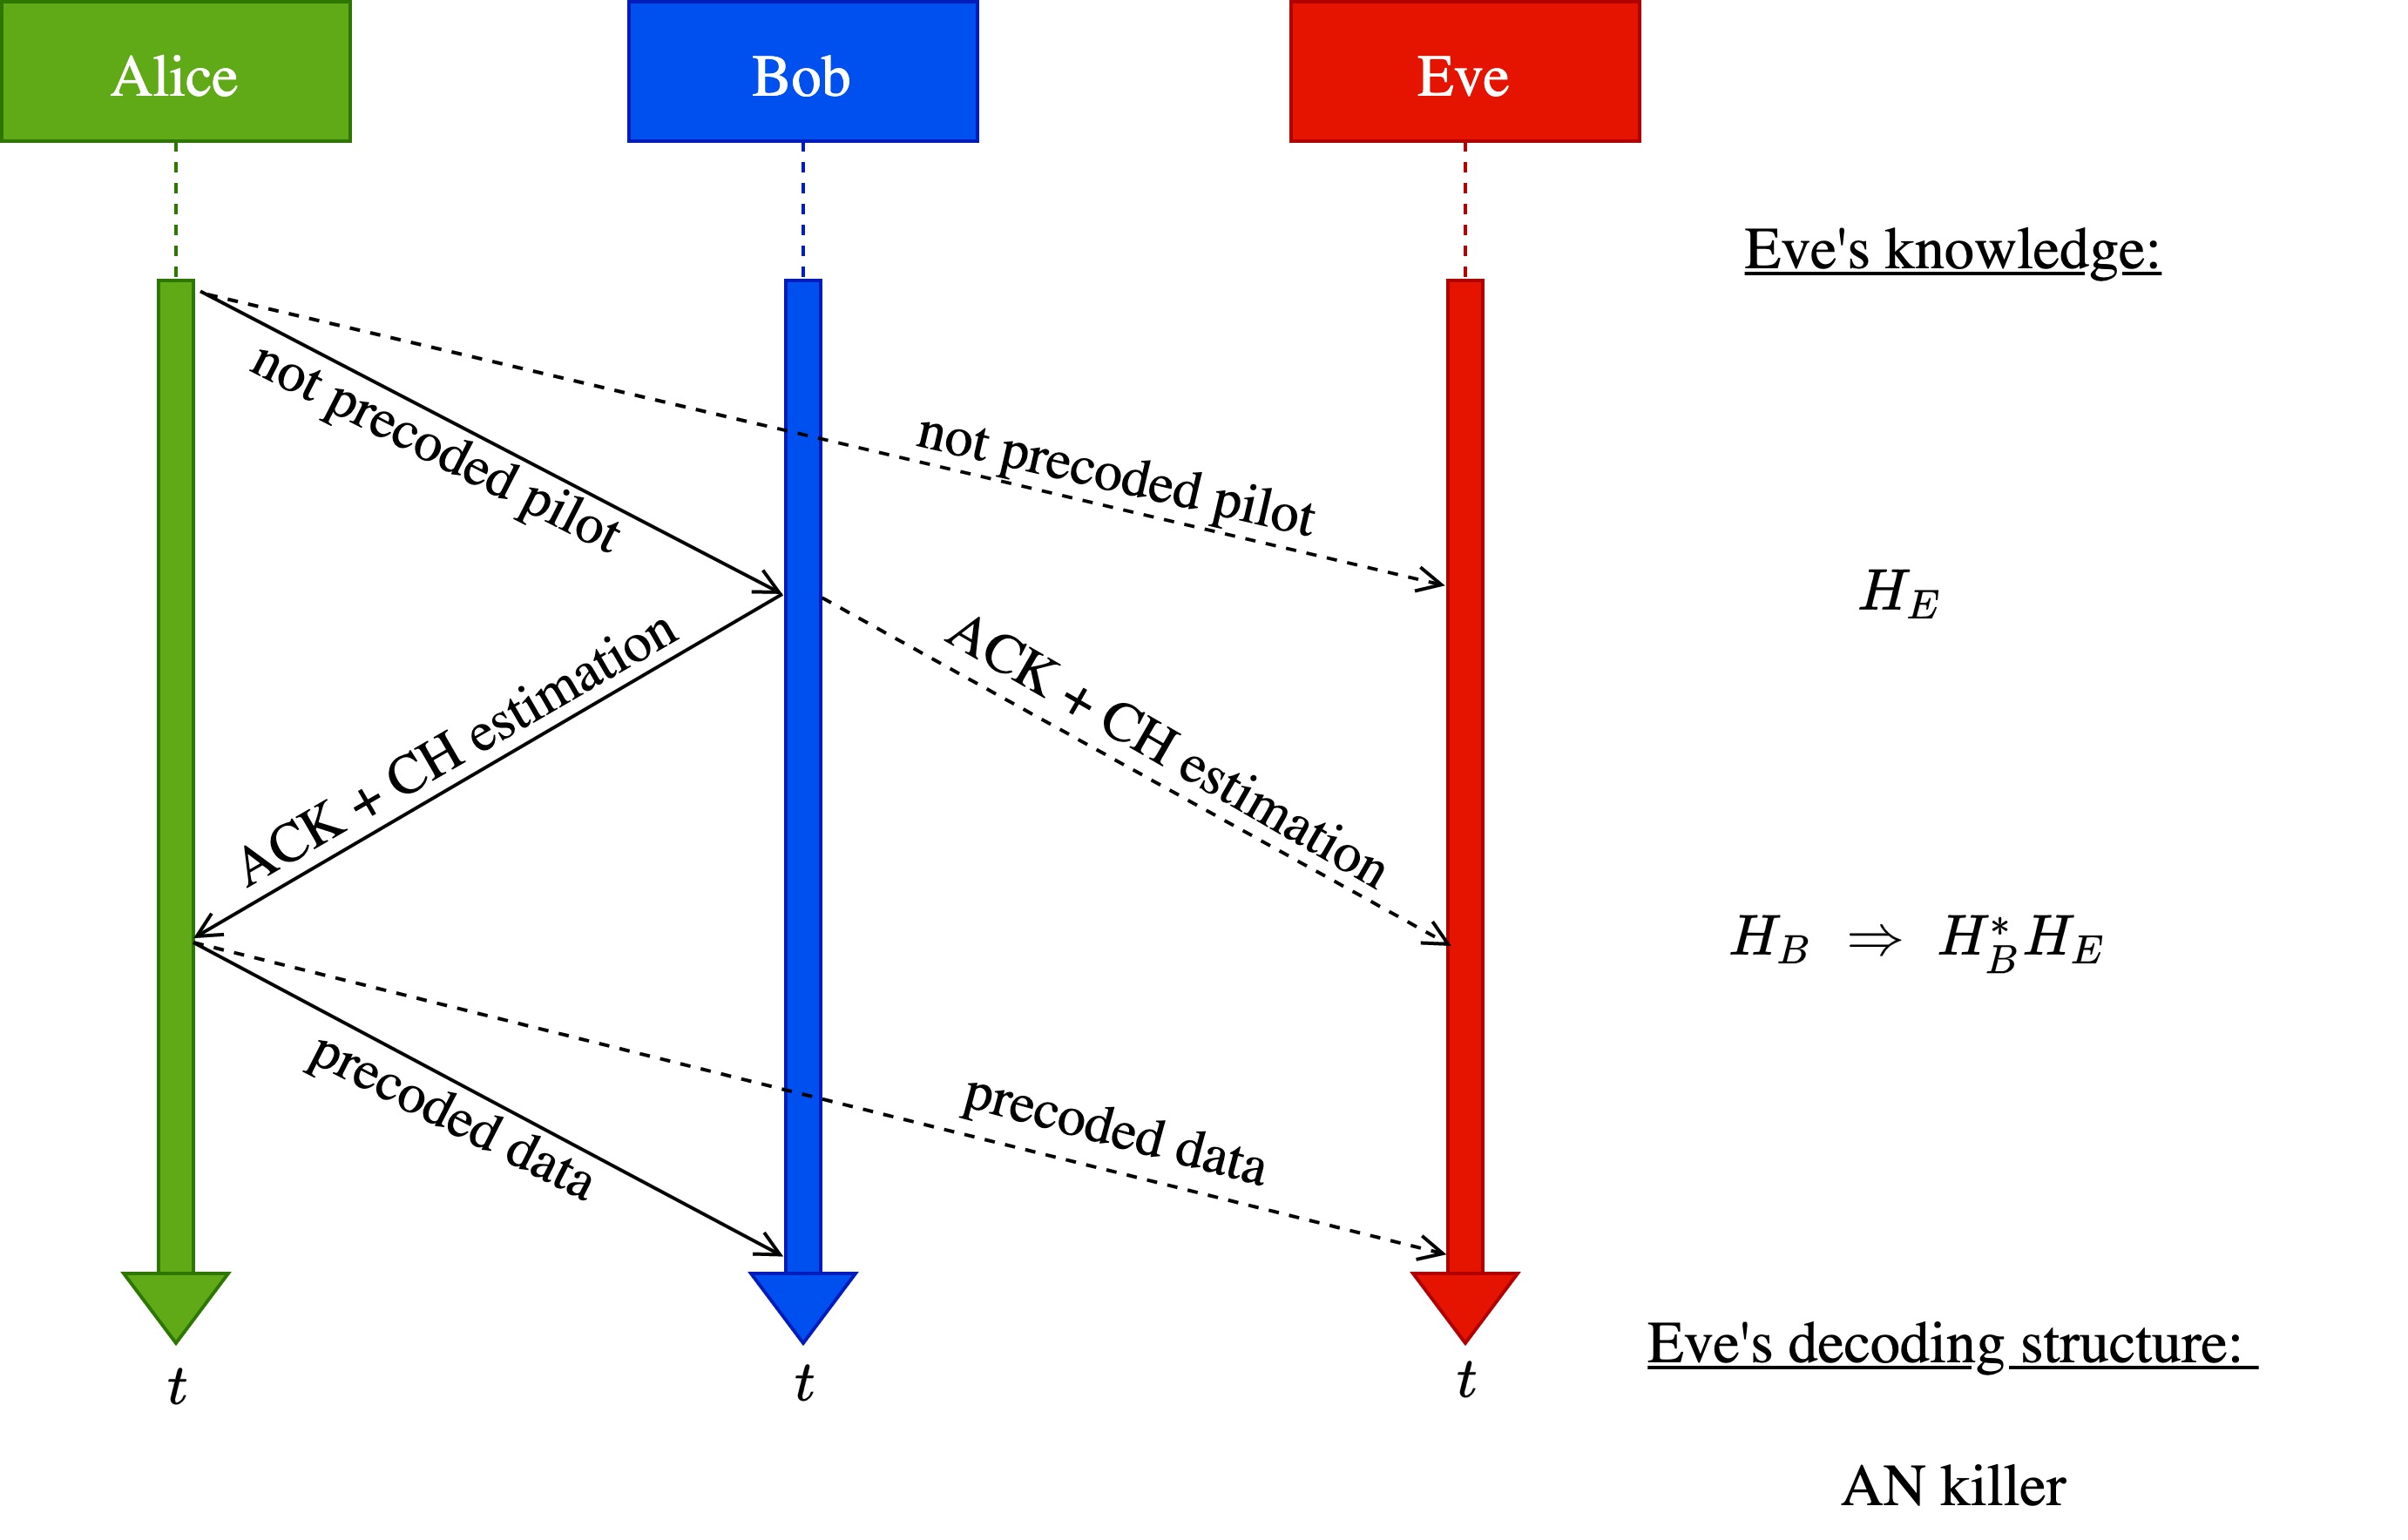 Alice
Bob
Eve
Eve's knowledge:
not precoded pilot
not precoded pilot
H_E
ACK + CH estimation
ACK + CH estimation
H_B ⇒ H_B^* H_E
precoded data
precoded data
Eve's decoding structure:
t
t
t
AN killer